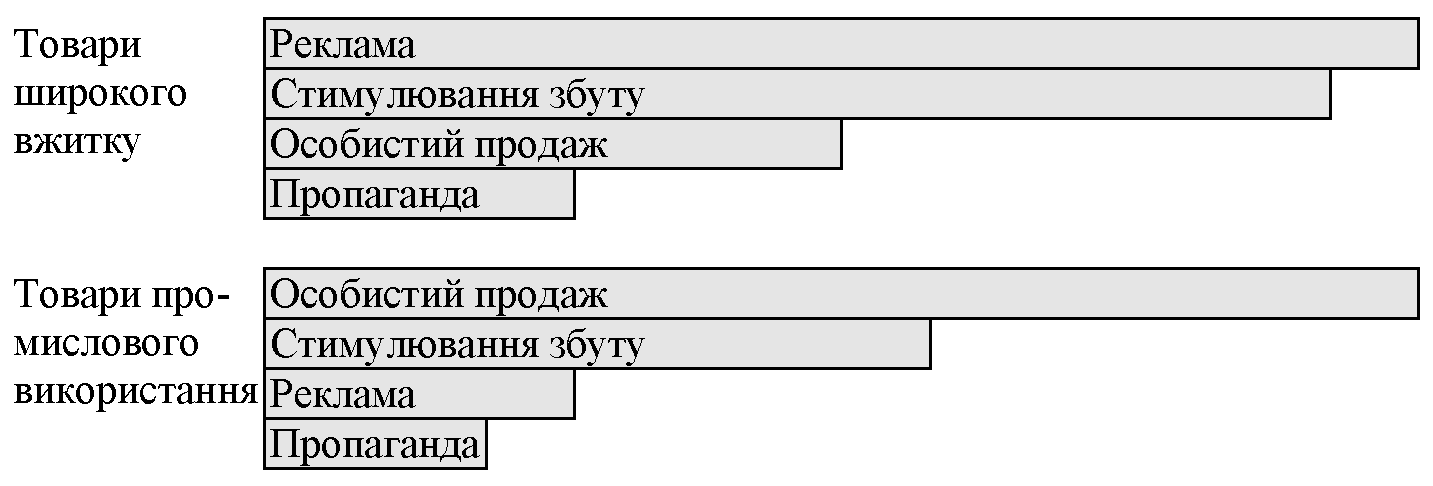 Товари
широкого
вжитку
Реклама
Стимулювання збуту
Особистий продаж
Пропаганда
Товари про-
мислового
використання
Особистий продаж
Стимулювання збуту
Реклама
Пропаганда